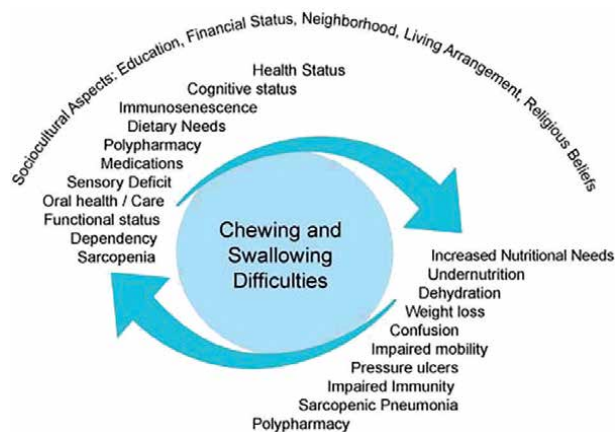 Sociocultural Aspects: Education, Financial Status, Neighborhood, Living Arrangement, Religious Beliefs
Health Status
Cognitive status
Immunosenescence
Dietary Needs
Polypharmacy
Medications
Sensory Deficit
Oral health / Care
Functional status
Dependency
Sarcopenia
Chewing and
Swallowing
Difficulties
Increased Nutritional Needs
Undernutrition
Dehydration
Weight loss
Confusion
Impaired mobility
Pressure ulcers
Impaired Immunity
Sarcopenic Pneumonia
Polypharmacy